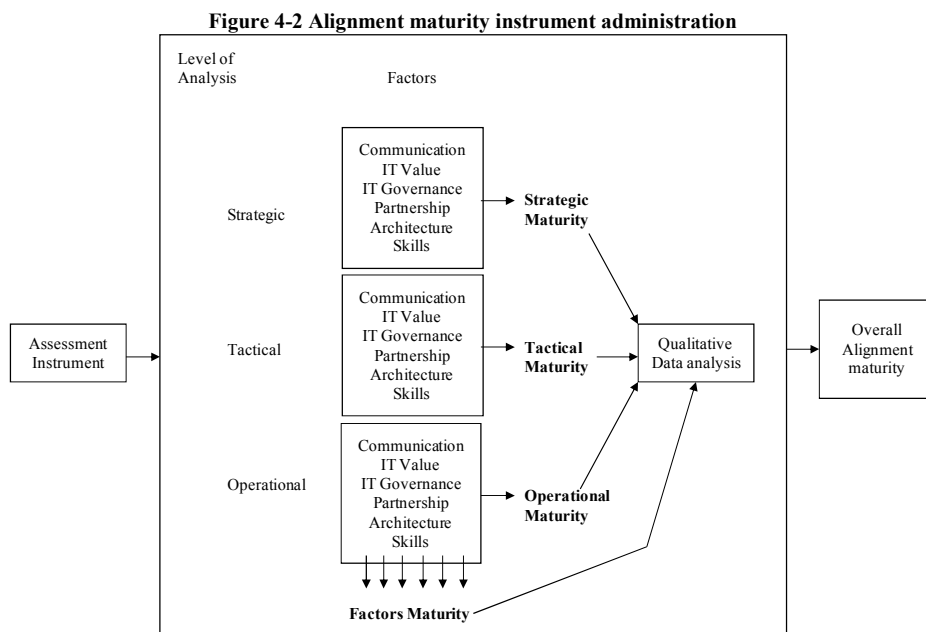 Figure 4-2 Alignment maturity instrument administration
Level of
Analysis
Factors
Communication
IT Value
IT Governance
Partnership
Architecture
Skills
Strategic
Strategic
Maturity
Communication
IT Value
IT Governance
Partnership
Architecture
Skills
Tactical
Tactical
Maturity
Assessment
Instrument
Qualitative
Data analysis
Overall
Alignment
maturity
Communication
IT Value
IT Governance
Partnership
Architecture
Skills
Operational
Operational
Maturity
Factors Maturity